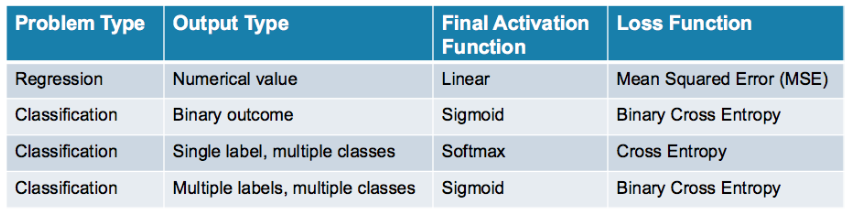 Problem Type Output Type Final Activation Function Loss Function
Regression Numerical value Linear Mean Squared Error (MSE)
Classification Binary outcome Sigmoid Binary Cross Entropy
Classification Single label, multiple classes Softmax Cross Entropy
Classification Multiple labels, multiple classes Sigmoid Binary Cross Entropy